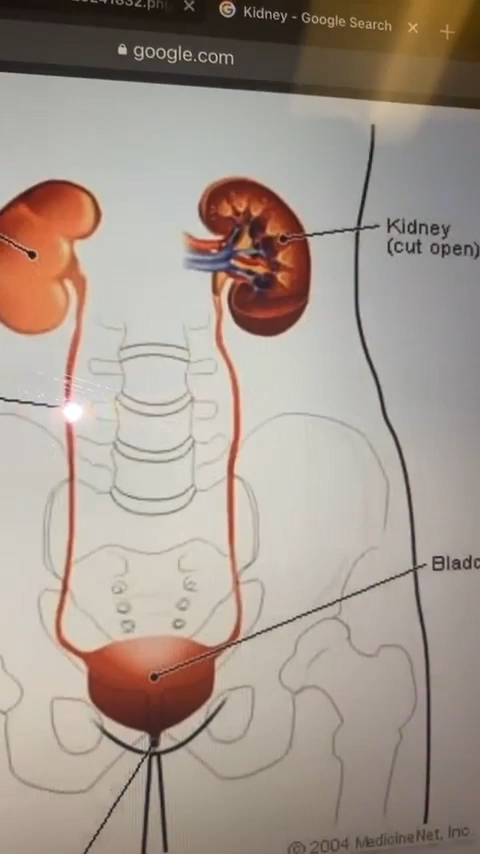 Kidney - Google Search
google.com
Kidney
(cut open)
© 2004 MedicineNet, Inc.